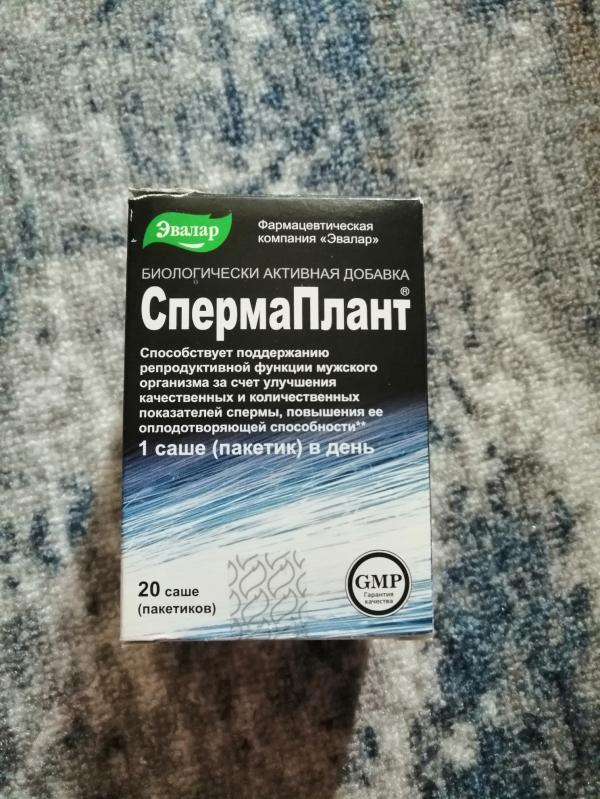 Эвалар
Фармацевтическая
компания «Эвалар»
БИОЛОГИЧЕСКИ АКТИВНАЯ ДОБАВКА
СпермаПлант®
Способствует поддержанию
репродуктивной функции мужского
организма за счет улучшения
качественных и количественных
показателей спермы, повышения ее
оплодотворяющей способности**
1 саше (пакетик) в день
20 саше
(пакетиков)
GMP
Гарантия
качества